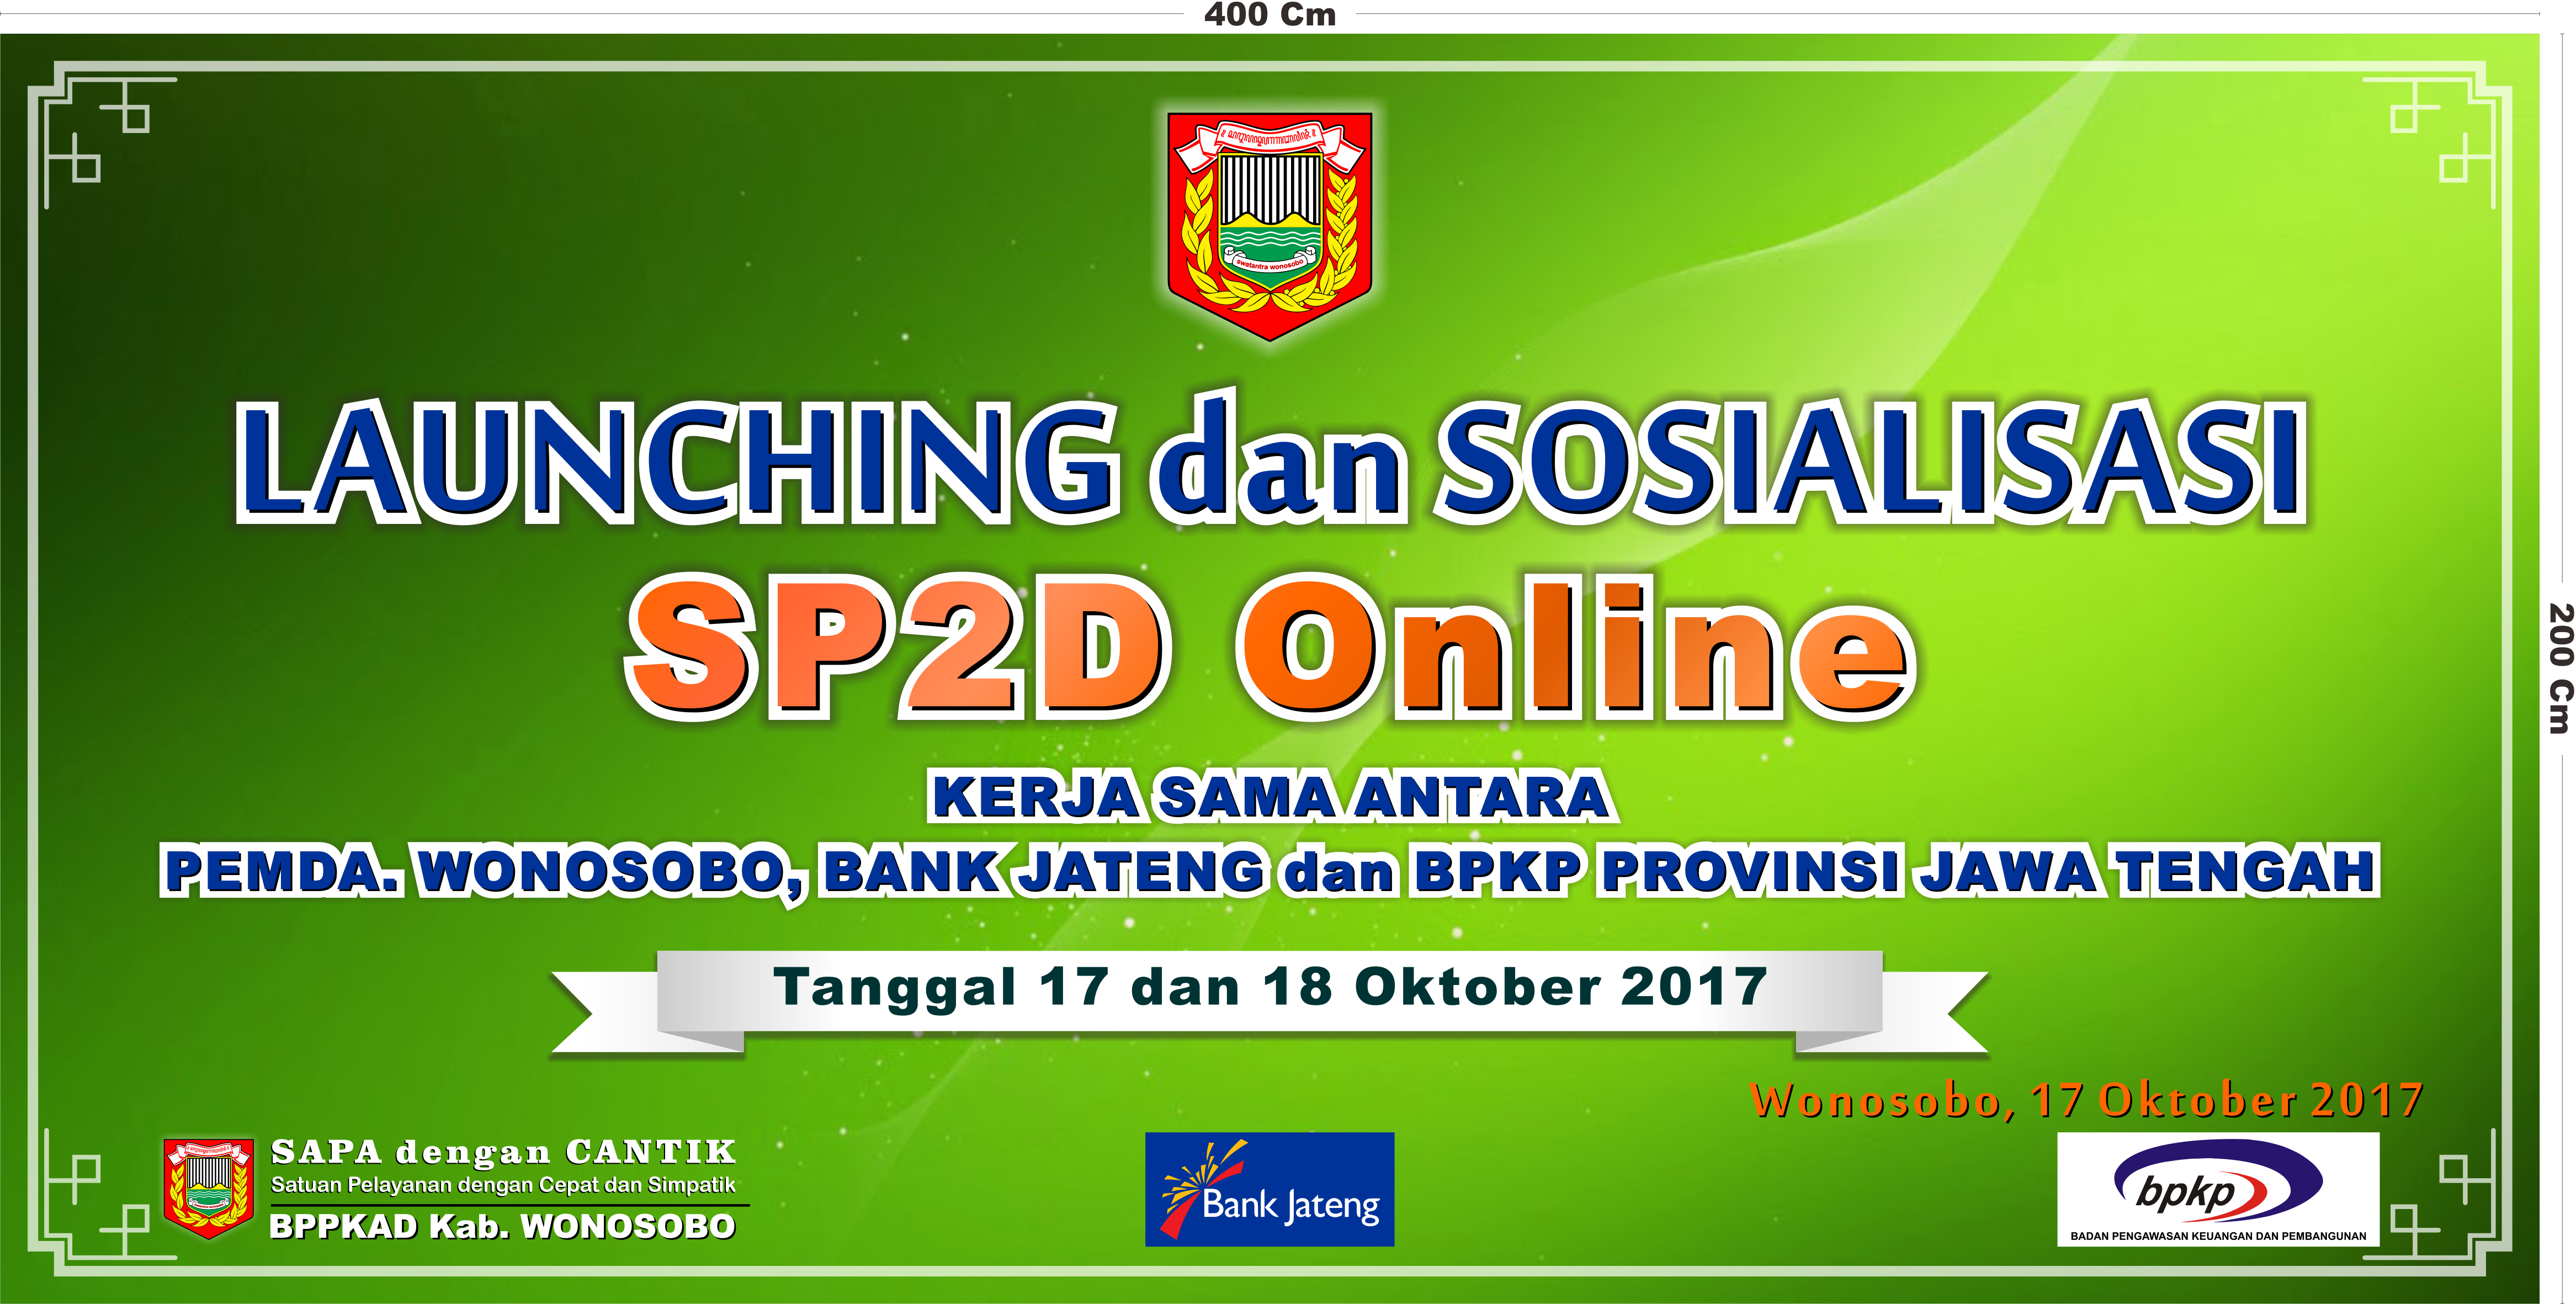 400 Cm
swatantra wonosobo
LAUNCHING dan SOSIALISASI
SP2D Online
200 Cm
KERJA SAMA ANTARA
PEMDA. WONOSOBO, BANK JATENG dan BPKP PROVINSI JAWA TENGAH
Tanggal 17 dan 18 Oktober 2017
Wonosobo, 17 Oktober 2017
SAPA dengan CANTIK
Satuan Pelayanan dengan Cepat dan Simpatik
BPPKAD Kab. WONOSOBO
Bank Jateng
bpkp
BADAN PENGAWASAN KEUANGAN DAN PEMBANGUNAN